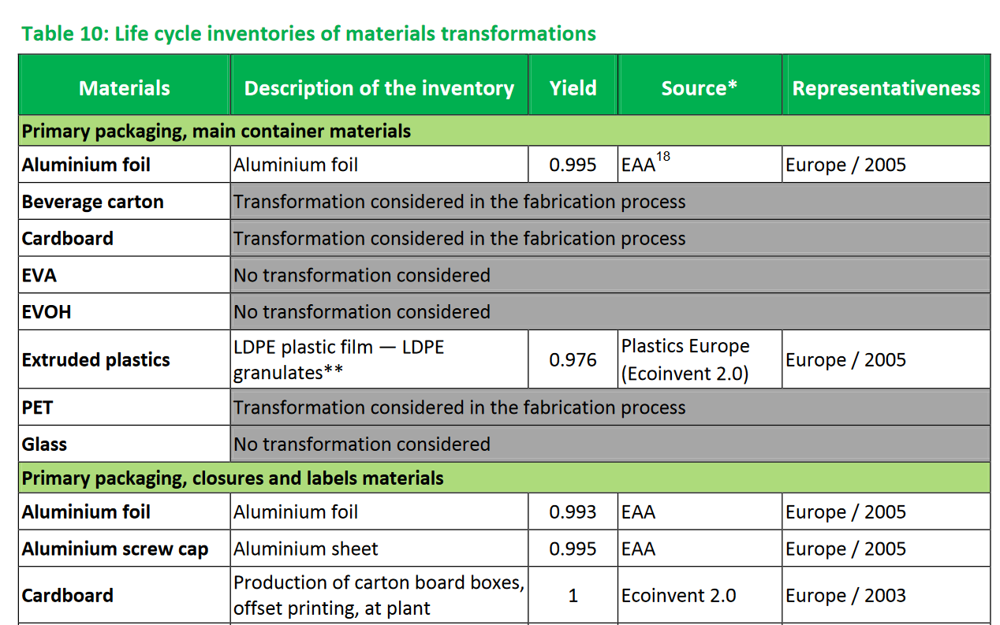 Table 10: Life cycle inventories of materials transformations
Materials Description of the inventory Yield Source* Representativeness
Primary packaging, main container materials
Aluminium foil Aluminium foil 0.995 EAA18 Europe / 2005
Beverage carton Transformation considered in the fabrication process
Cardboard Transformation considered in the fabrication process
EVA No transformation considered
EVOH No transformation considered
Extruded plastics LDPE plastic film — LDPE granulates** 0.976 Plastics Europe (Ecoinvent 2.0) Europe / 2005
PET Transformation considered in the fabrication process
Glass No transformation considered
Primary packaging, closures and labels materials
Aluminium foil Aluminium foil 0.993 EAA Europe / 2005
Aluminium screw cap Aluminium sheet 0.995 EAA Europe / 2005
Cardboard Production of carton board boxes, offset printing, at plant 1 Ecoinvent 2.0 Europe / 2003